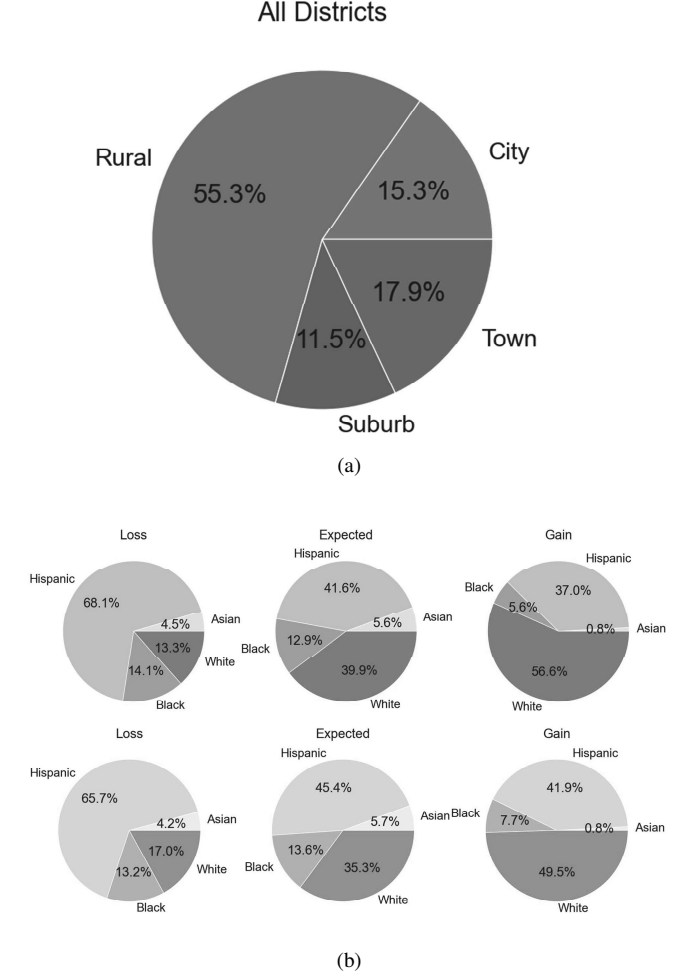 All Districts
Rural
City
55.3%
15.3%
17.9%
11.5%
Town
Suburb
(a)
Loss
Expected
Gain
Hispanic
68.1%
Asian
4.5%
13.3%
White
14.1%
Black
Hispanic
41.6%
Asian
5.6%
Black
12.9%
39.9%
White
Hispanic
37.0%
Black
5.6%
0.8%
Asian
56.6%
White
Loss
Expected
Gain
Hispanic
65.7%
Asian
4.2%
17.0%
White
13.2%
Black
Hispanic
45.4%
Asian
5.7%
Black
13.6%
35.3%
White
Hispanic
41.9%
Black
7.7%
0.8%
Asian
49.5%
White
(b)